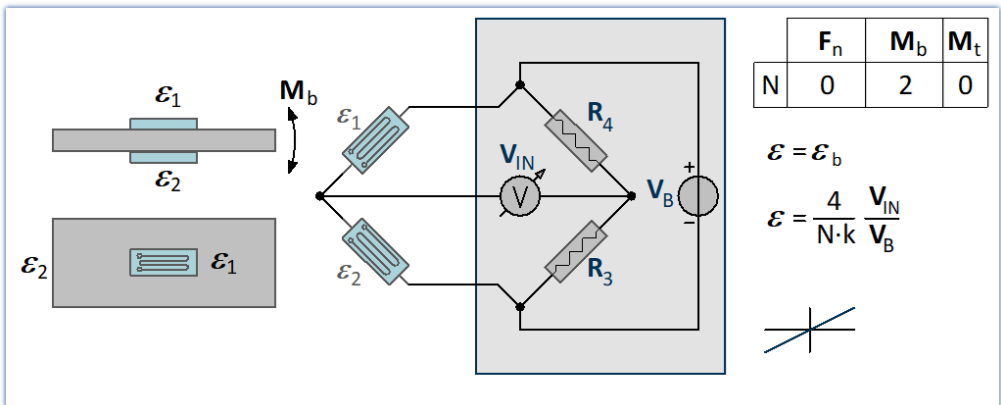 ε1
ε2
Mb
ε2
ε1
ε1
ε2
VIN
V
R4
R3
VB
+
−
Fn Mb Mt
N 0 2 0
ε = εb
ε = 4/(N·k) VIN/VB